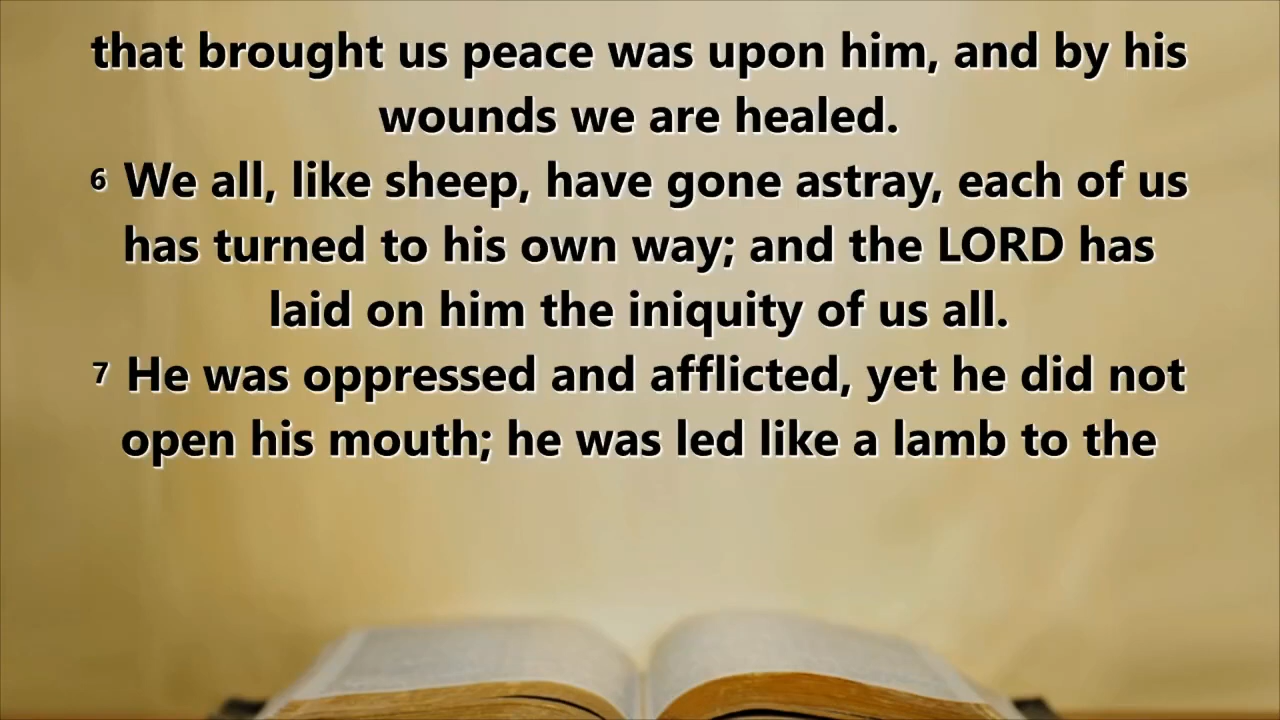 that brought us peace was upon him, and by his
wounds we are healed.
6 We all, like sheep, have gone astray, each of us
has turned to his own way; and the LORD has
laid on him the iniquity of us all.
7 He was oppressed and afflicted, yet he did not
open his mouth; he was led like a lamb to the